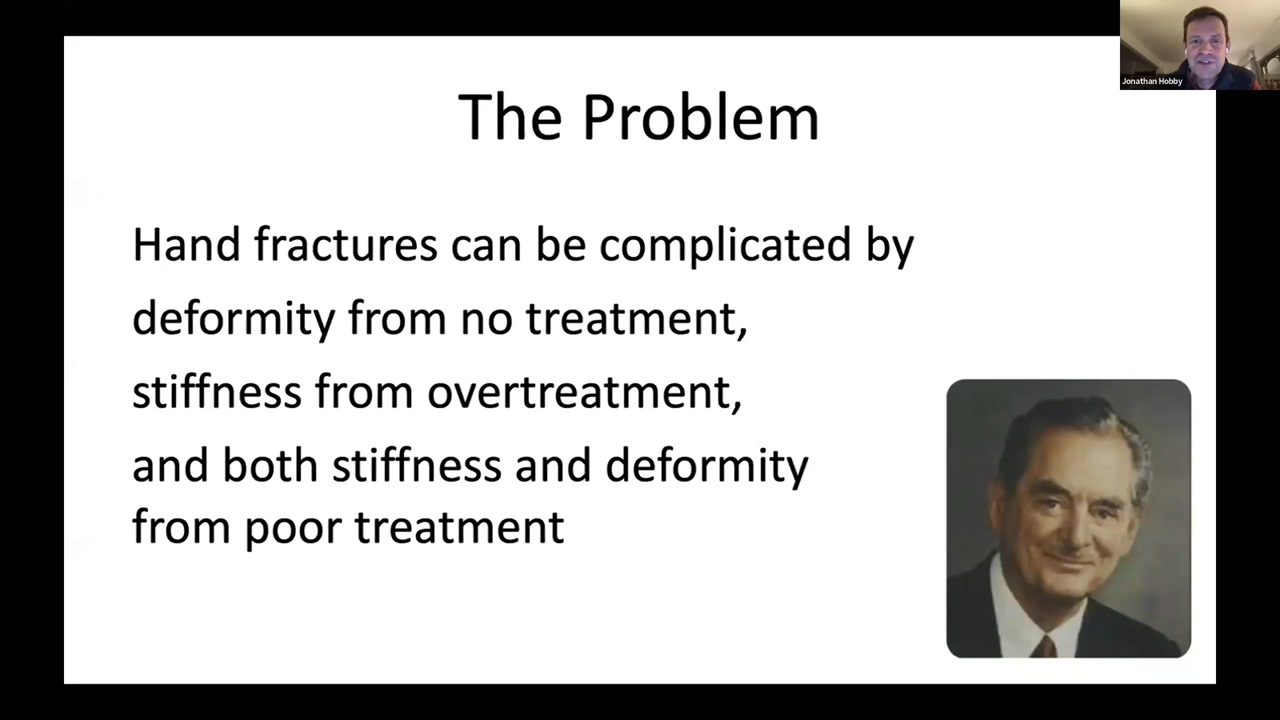 Jonathan Hobby
The Problem
Hand fractures can be complicated by
deformity from no treatment,
stiffness from overtreatment,
and both stiffness and deformity
from poor treatment